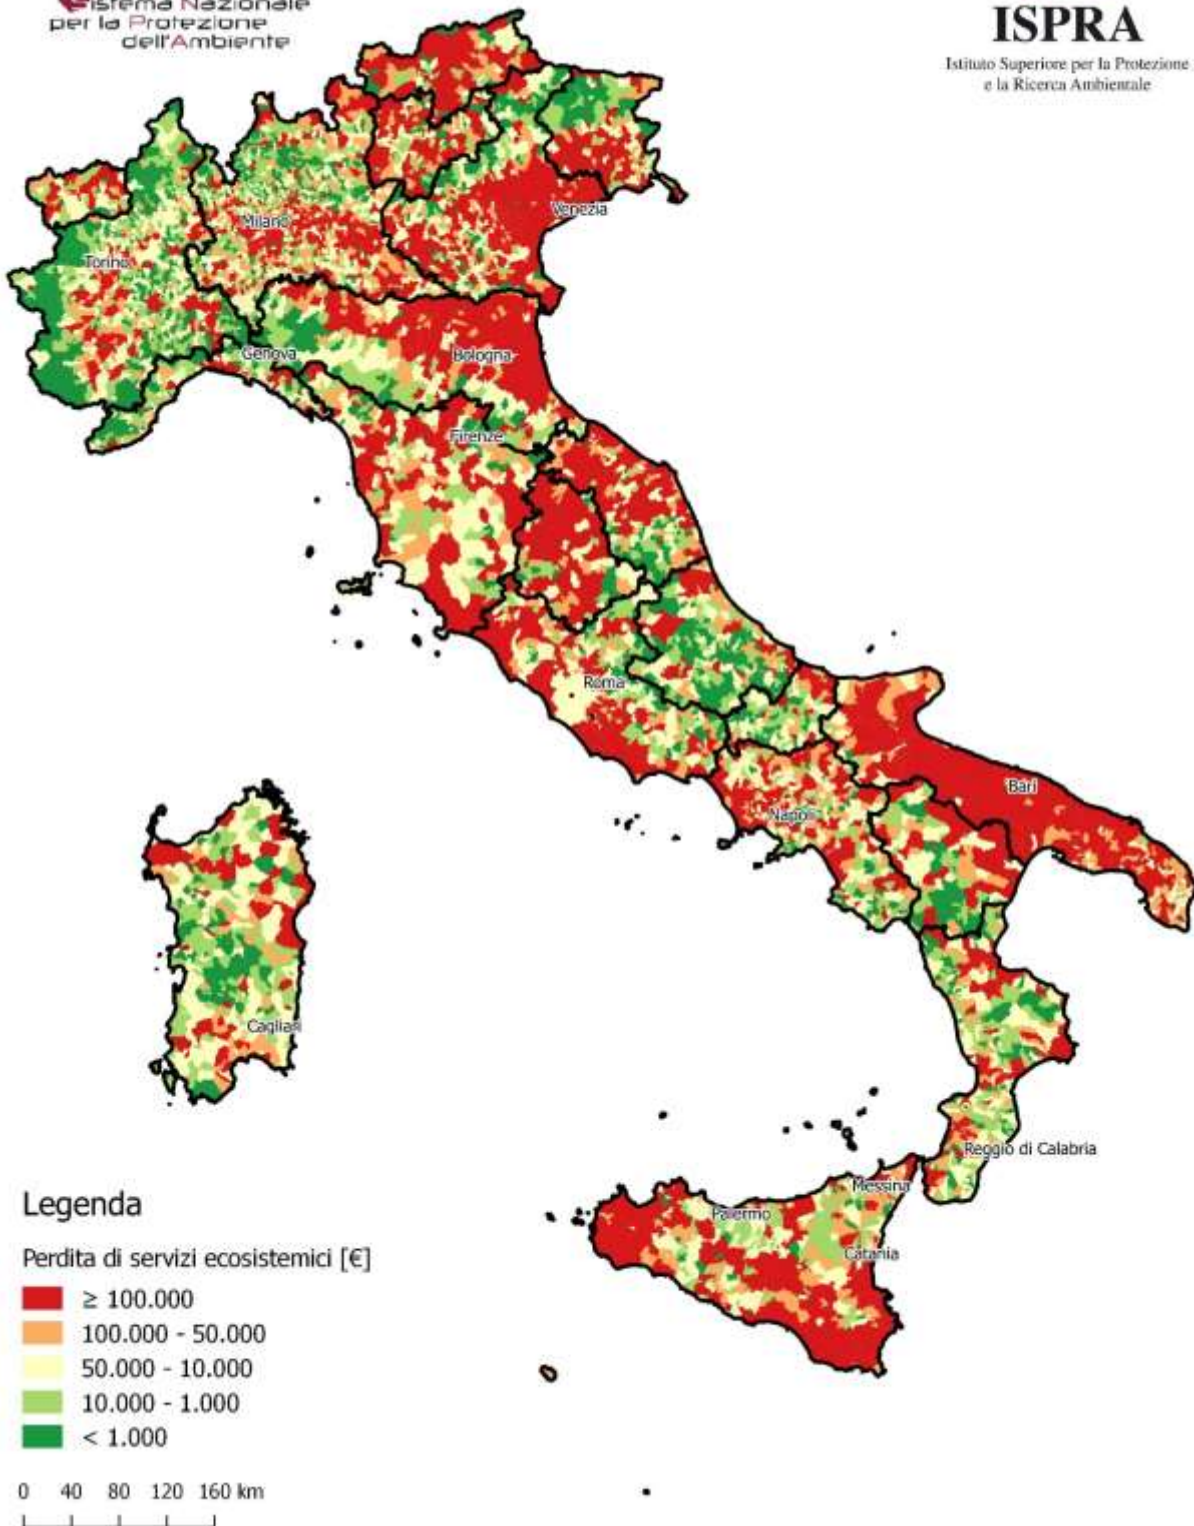 Sistema Nazionale
per la Protezione
dell'Ambiente
ISPRA
Istituto Superiore per la Protezione
e la Ricerca Ambientale
Venezia
Milano
Torino
Genova
Bologna
Firenze
Roma
Bari
Napoli
Cagliari
Reggio di Calabria
Messina
Palermo
Catania
Legenda
Perdita di servizi ecosistemici [€]
≥ 100.000
100.000 - 50.000
50.000 - 10.000
10.000 - 1.000
< 1.000
0 40 80 120 160 km